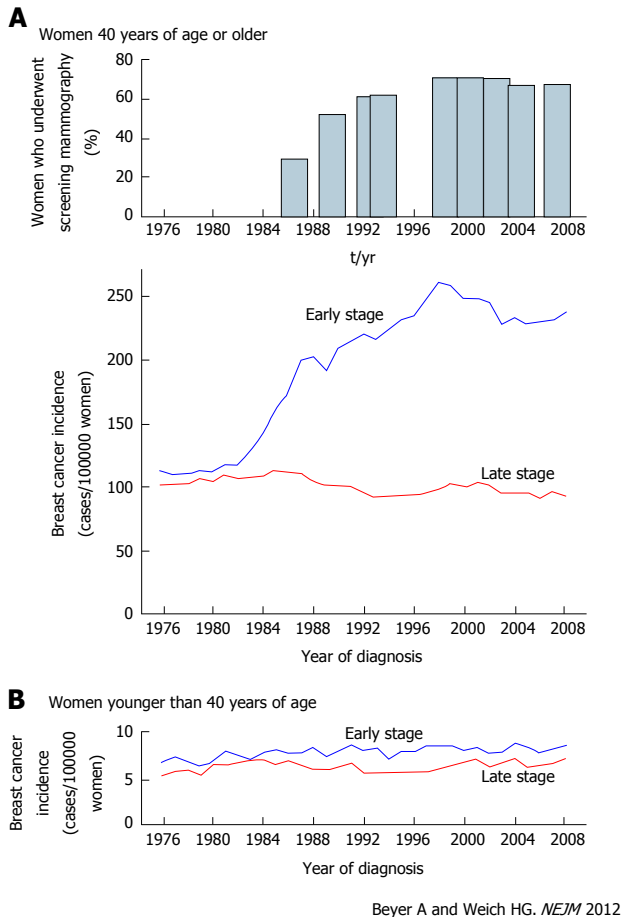 A
Women 40 years of age or older
Women who underwent
screening mammography
(%)
80
60
40
20
0
1976 1980 1984 1988 1992 1996 2000 2004 2008
t/yr
Breast cancer incidence
(cases/100000 women)
250
200
150
100
50
0
Early stage
Late stage
1976 1980 1984 1988 1992 1996 2000 2004 2008
Year of diagnosis
B
Women younger than 40 years of age
Breast cancer
incidence
(cases/100000
women)
10
5
0
Early stage
Late stage
1976 1980 1984 1988 1992 1996 2000 2004 2008
Year of diagnosis
Beyer A and Weich HG. NEJM 2012